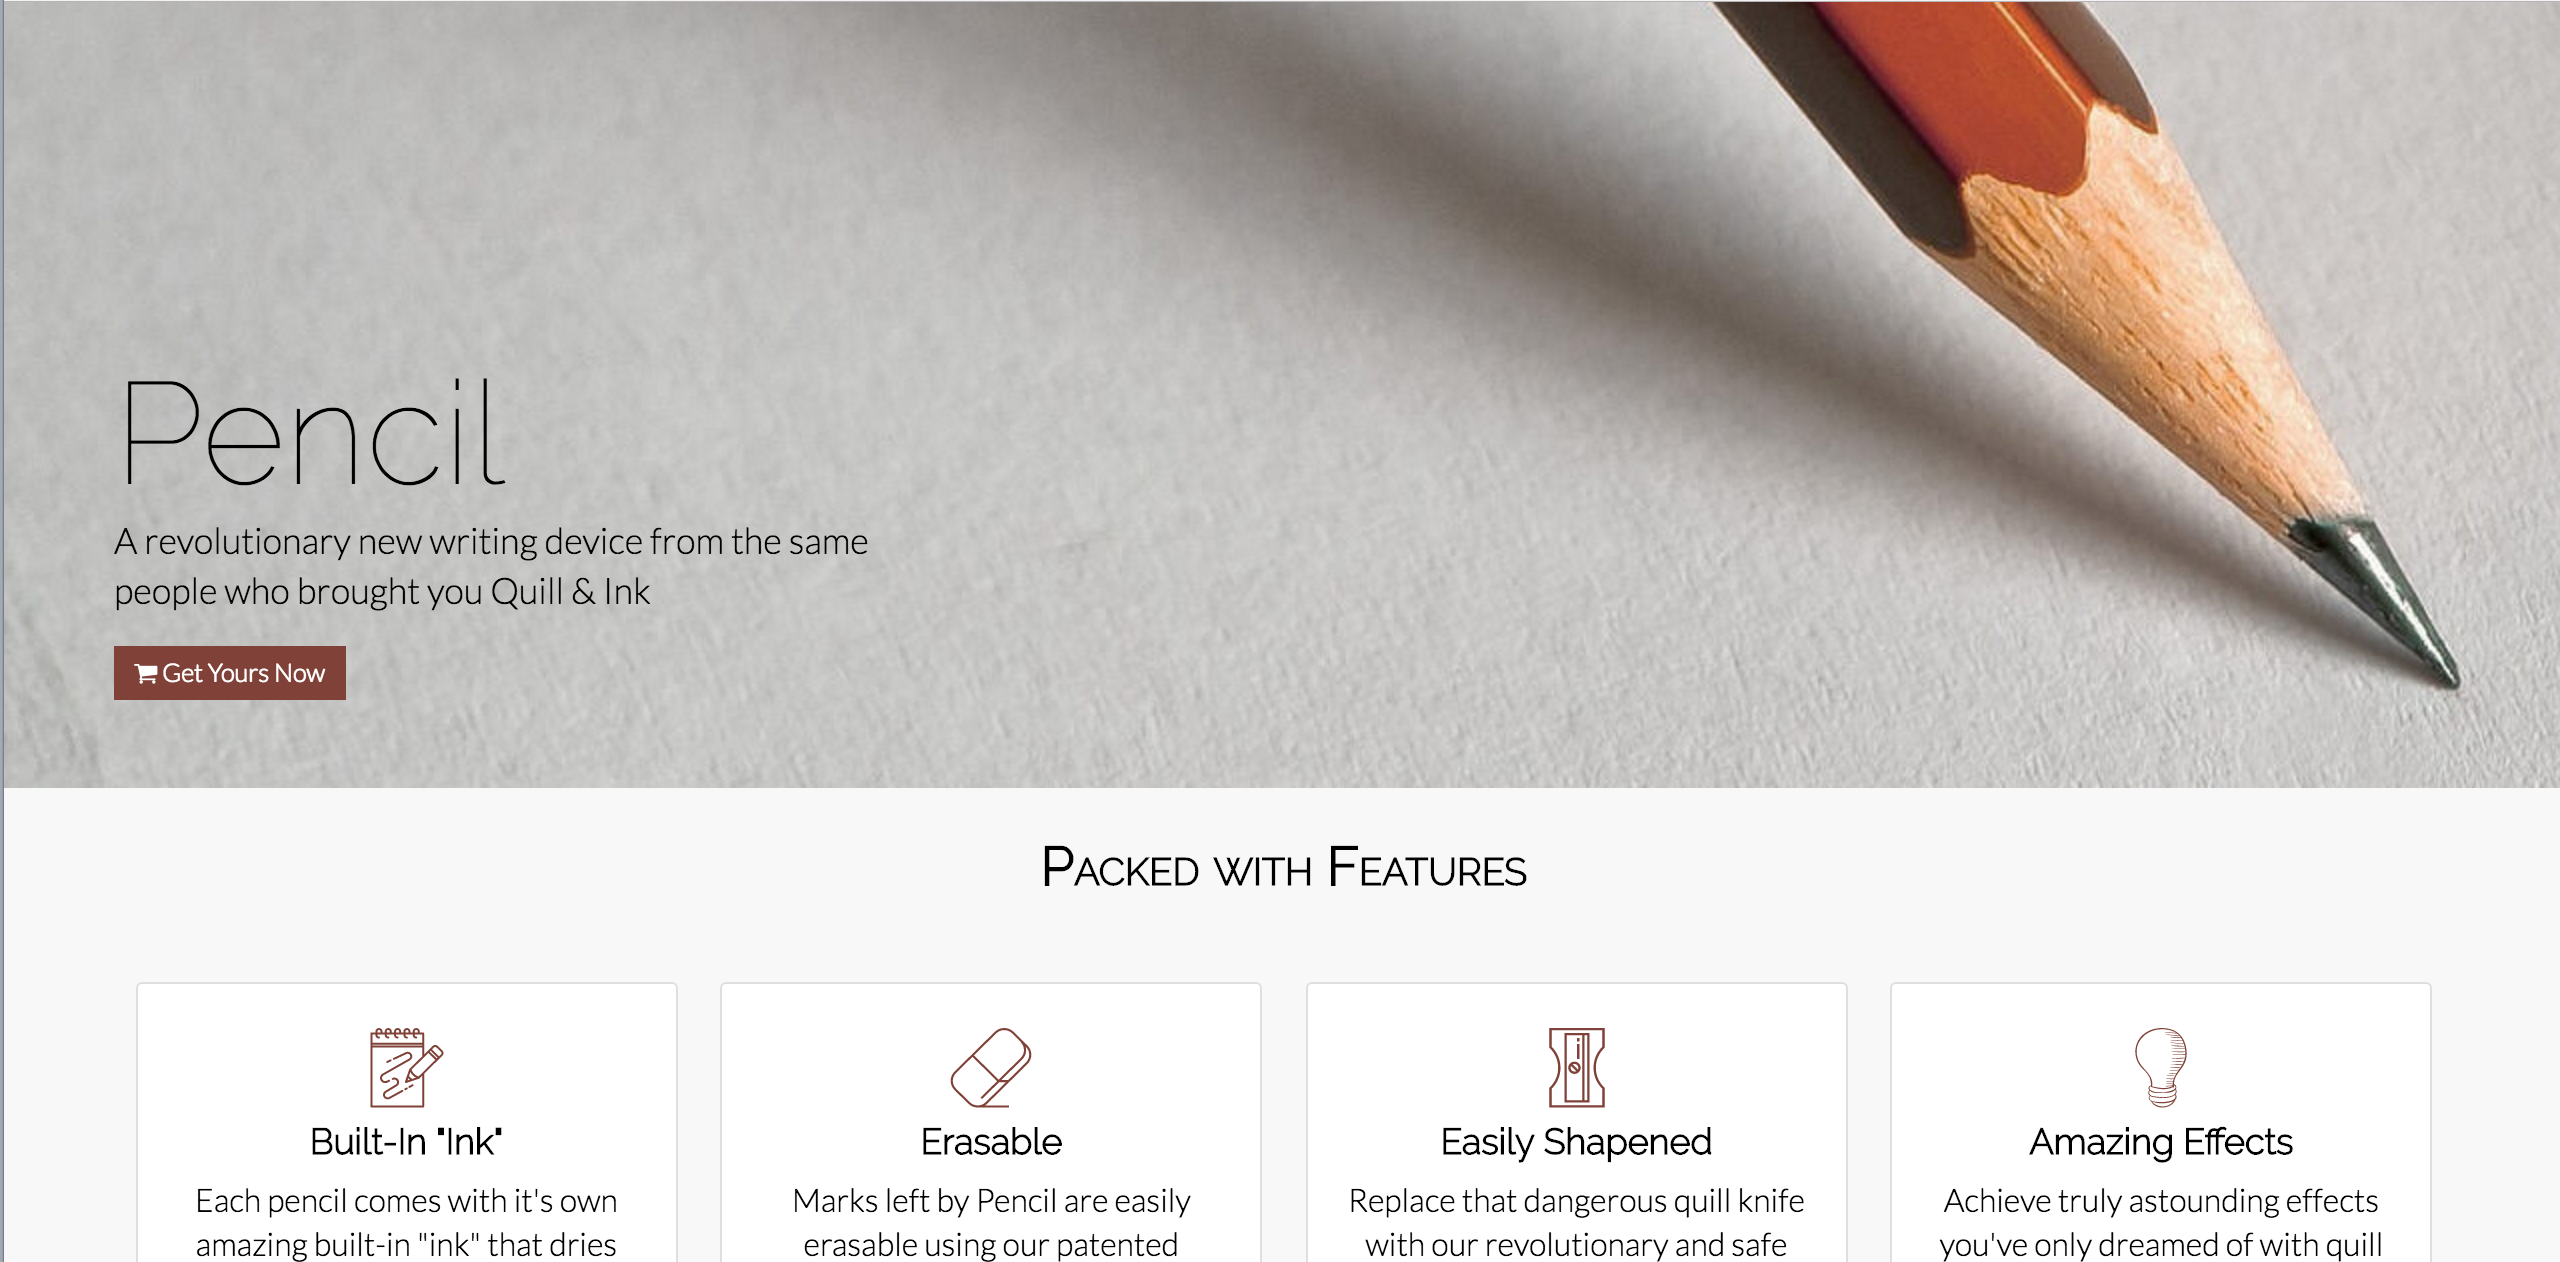 Pencil
A revolutionary new writing device from the same
people who brought you Quill & Ink
Get Yours Now
Packed with Features
Built-In "Ink"
Each pencil comes with it's own
amazing built-in "ink" that dries
Erasable
Marks left by Pencil are easily
erasable using our patented
Easily Shapened
Replace that dangerous quill knife
with our revolutionary and safe
Amazing Effects
Achieve truly astounding effects
you've only dreamed of with quill